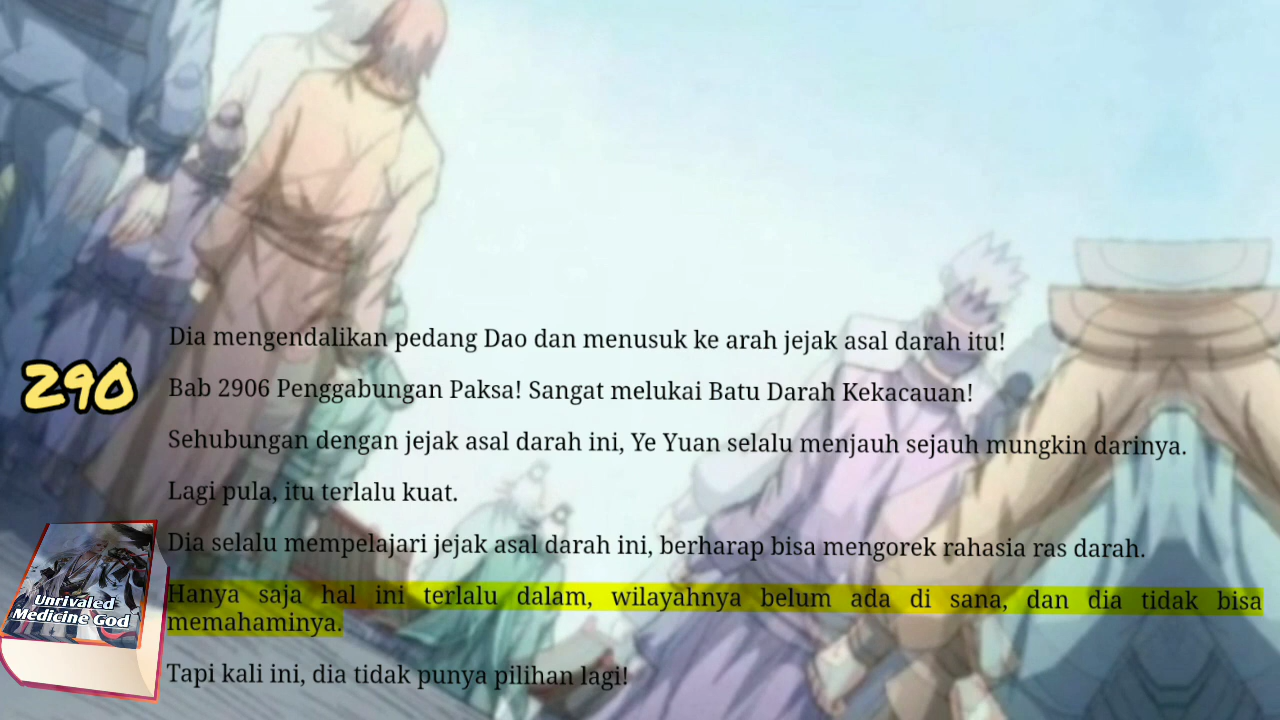 Dia mengendalikan pedang Dao dan menusuk ke arah jejak asal darah itu!
290
Bab 2906 Penggabungan Paksa! Sangat melukai Batu Darah Kekacauan!
Sehubungan dengan jejak asal darah ini, Ye Yuan selalu menjauh sejauh mungkin darinya.
Lagi pula, itu terlalu kuat.
Dia selalu mempelajari jejak asal darah ini, berharap bisa mengorek rahasia ras darah.
Hanya saja hal ini terlalu dalam, wilayahnya belum ada di sana, dan dia tidak bisa
memahaminya.
Tapi kali ini, dia tidak punya pilihan lagi!
Unrivaled
Medicine God